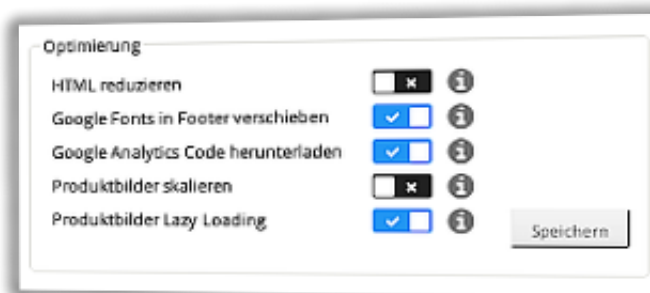 Optimierung
HTML reduzieren
Google Fonts in Footer verschieben
Google Analytics Code herunterladen
Produktbilder skalieren
Produktbilder Lazy Loading
Speichern